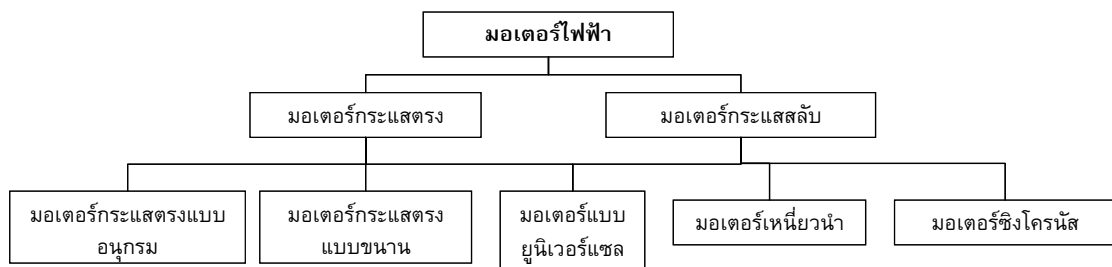 มอเตอร์ไฟฟ้า
มอเตอร์กระแสตรง
มอเตอร์กระแสสลับ
มอเตอร์กระแสตรงแบบ
อนุกรม
มอเตอร์กระแสตรง
แบบขนาน
มอเตอร์แบบ
ยูนิเวอร์แซล
มอเตอร์เหนี่ยวนำ
มอเตอร์ซิงโครนัส